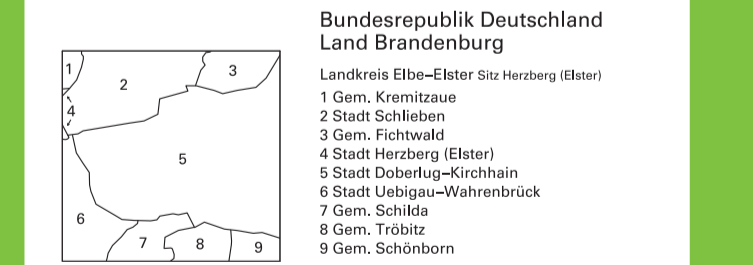 Bundesrepublik Deutschland
Land Brandenburg
Landkreis Elbe–Elster Sitz Herzberg (Elster)
1 Gem. Kremitzaue
2 Stadt Schlieben
3 Gem. Fichtwald
4 Stadt Herzberg (Elster)
5 Stadt Doberlug–Kirchhain
6 Stadt Uebigau–Wahrenbrück
7 Gem. Schilda
8 Gem. Tröbitz
9 Gem. Schönborn
1
2
3
4
5
6
7
8
9